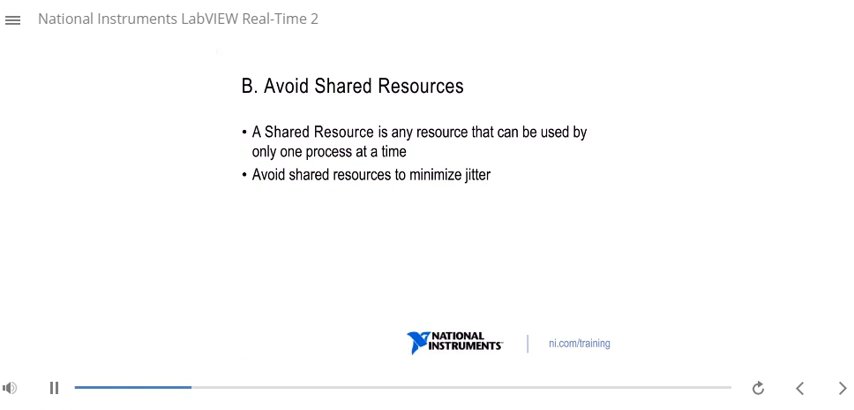 National Instruments LabVIEW Real-Time 2
B. Avoid Shared Resources
• A Shared Resource is any resource that can be used by
only one process at a time
• Avoid shared resources to minimize jitter
NATIONAL
INSTRUMENTS
ni.com/training